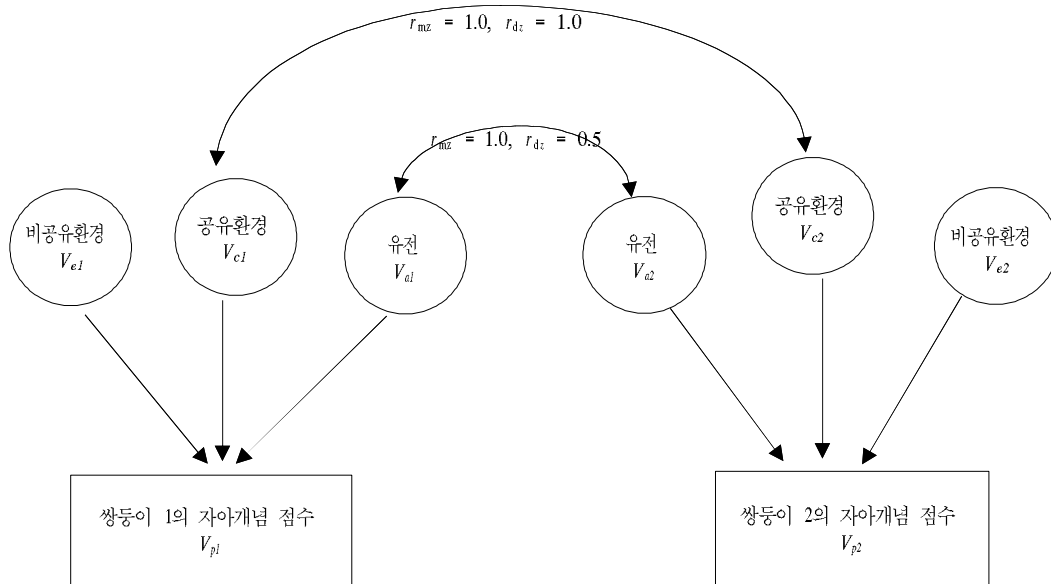 r_mz = 1.0, r_dz = 1.0
r_mz = 1.0, r_dz = 0.5
비공유환경
V_e1
공유환경
V_c1
유전
V_a1
유전
V_a2
공유환경
V_c2
비공유환경
V_e2
쌍둥이 1의 자아개념 점수
V_p1
쌍둥이 2의 자아개념 점수
V_p2